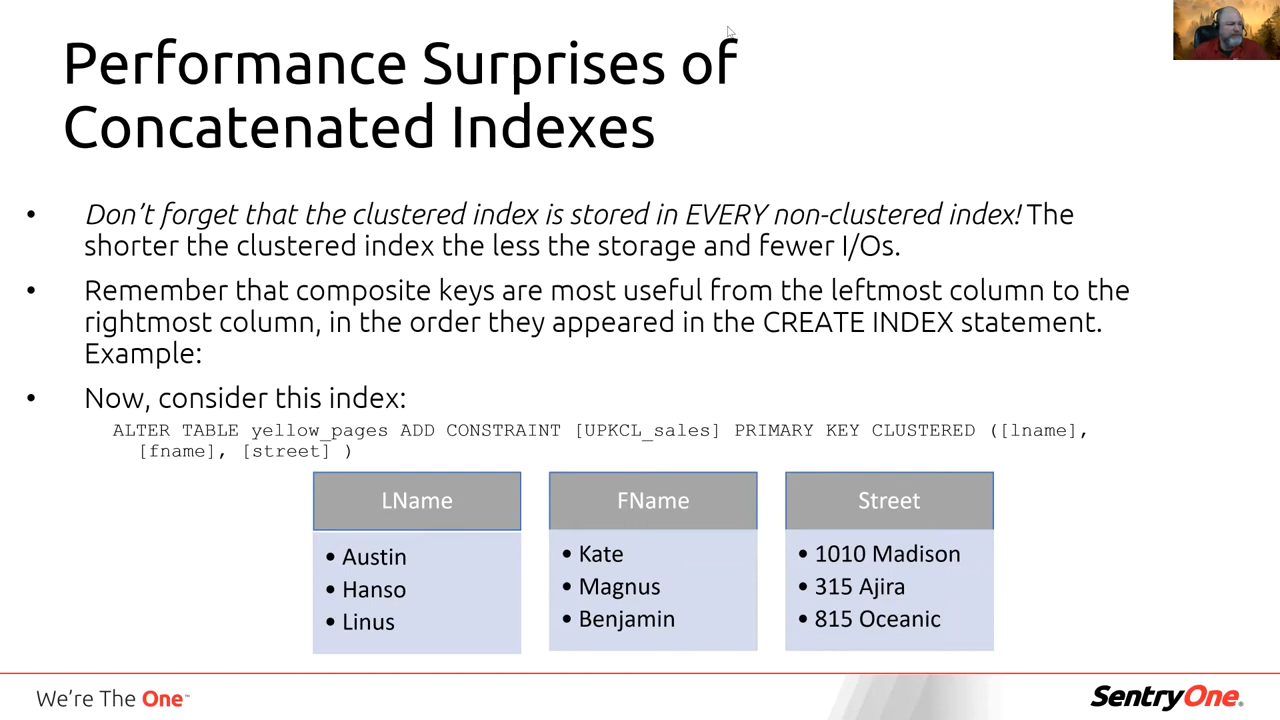 Performance Surprises of
Concatenated Indexes
• Don't forget that the clustered index is stored in EVERY non-clustered index! The
shorter the clustered index the less the storage and fewer I/Os.
• Remember that composite keys are most useful from the leftmost column to the
rightmost column, in the order they appeared in the CREATE INDEX statement.
Example:
• Now, consider this index:
ALTER TABLE yellow_pages ADD CONSTRAINT [UPKCL_sales] PRIMARY KEY CLUSTERED ([lname],
[fname], [street] )
LName
• Austin
• Hanso
• Linus
FName
• Kate
• Magnus
• Benjamin
Street
• 1010 Madison
• 315 Ajira
• 815 Oceanic
We're The One™
SentryOne®